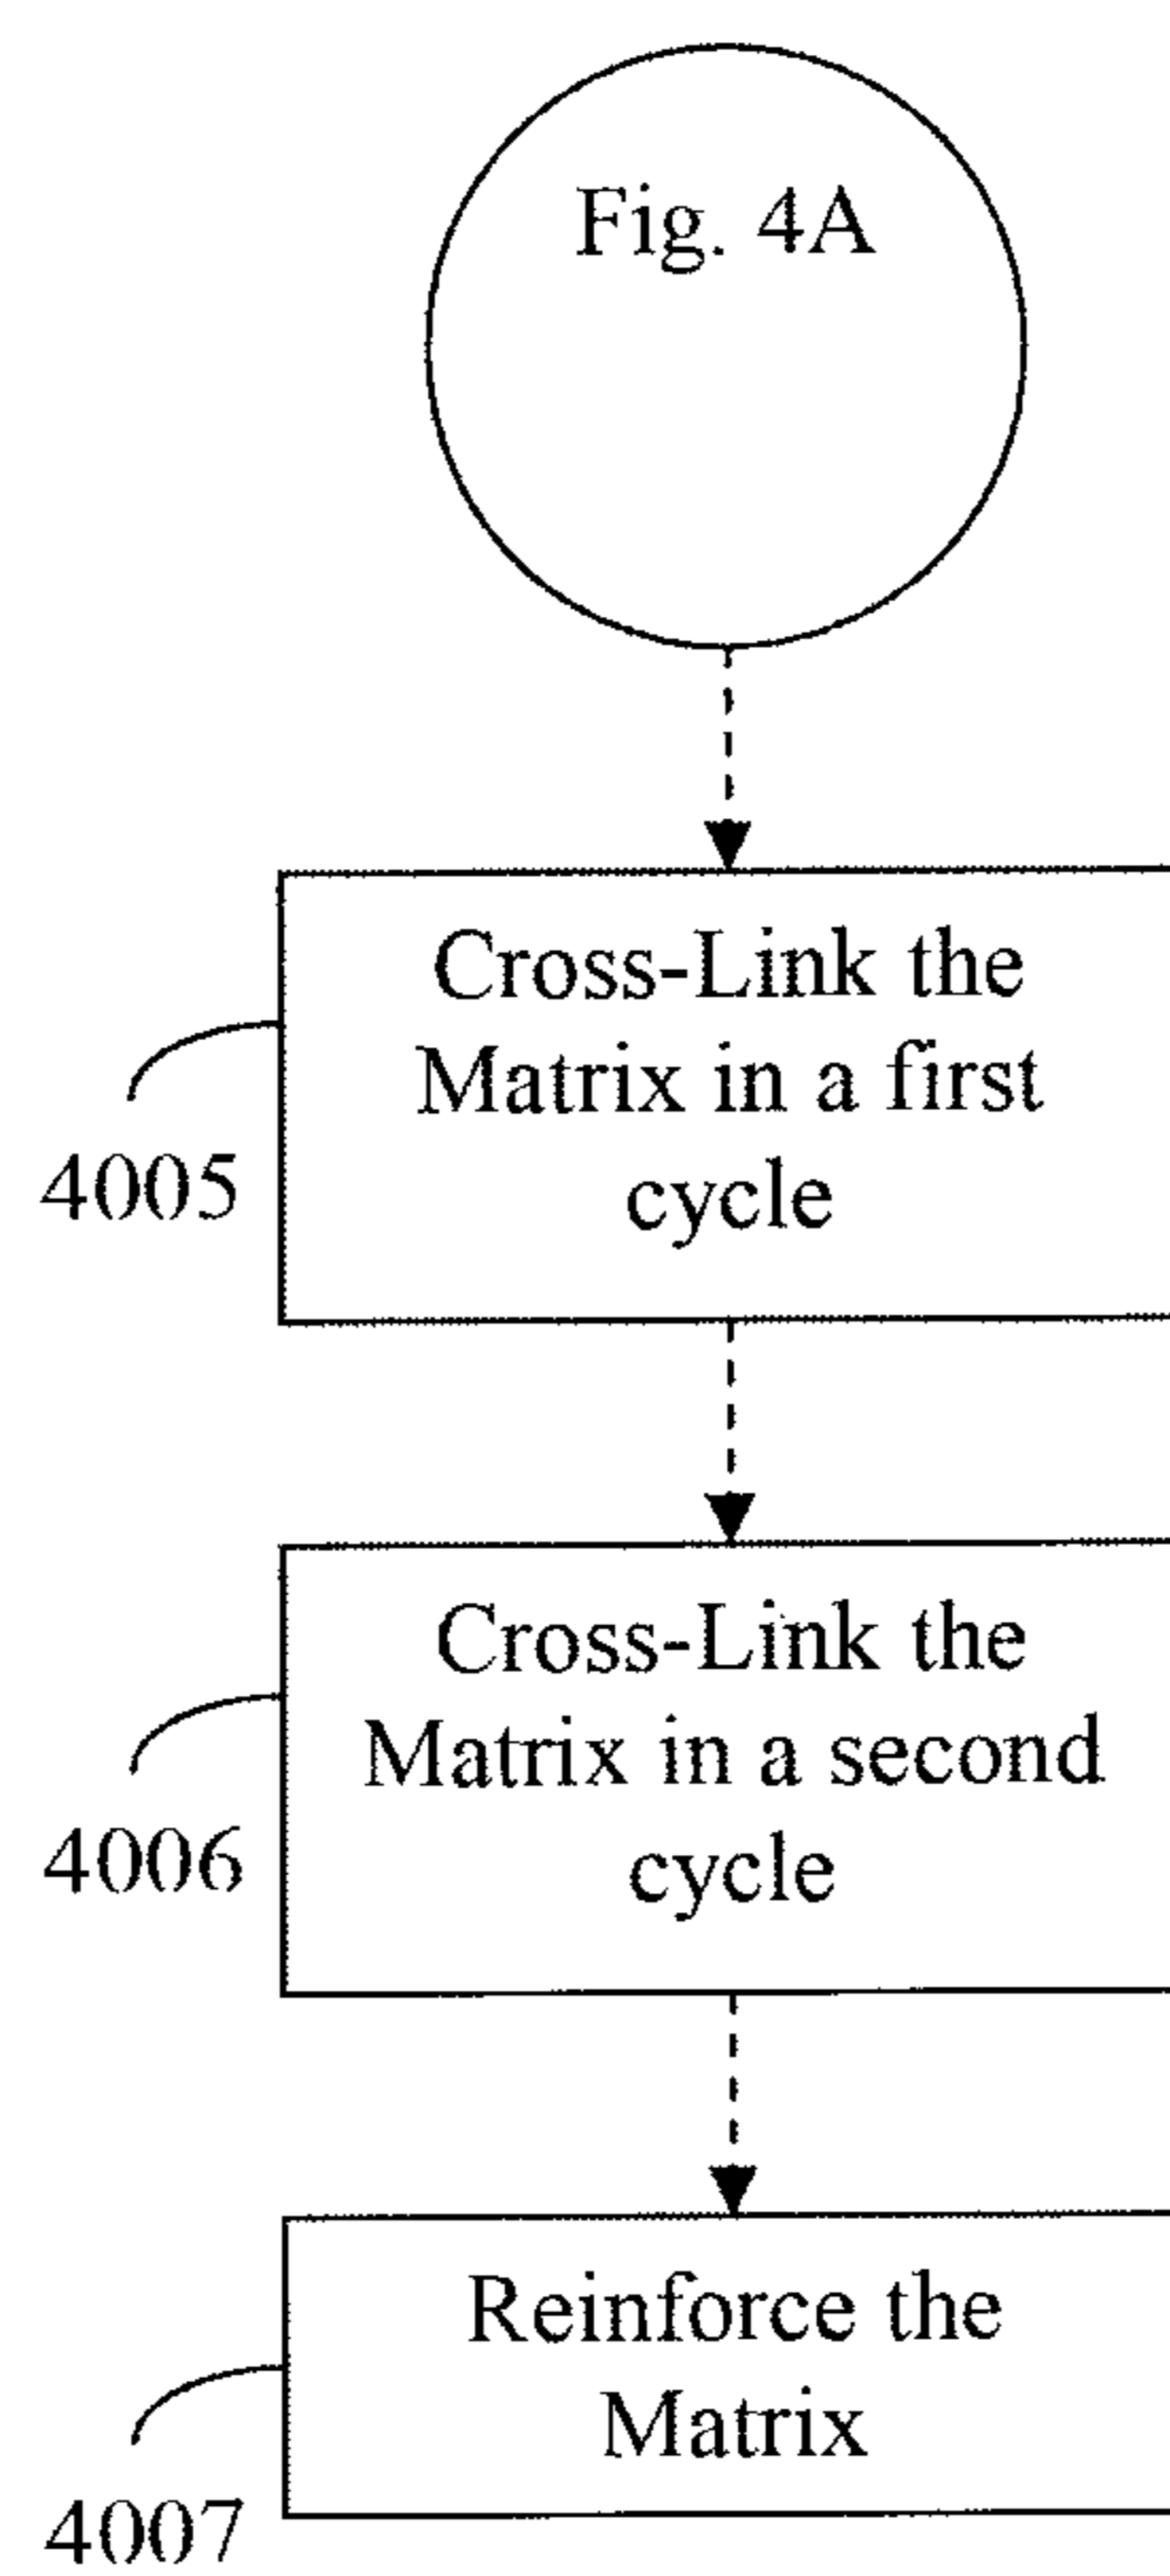 Fig. 4A
Cross-Link the
Matrix in a first
cycle
4005
Cross-Link the
Matrix in a second
cycle
4006
Reinforce the
Matrix
4007